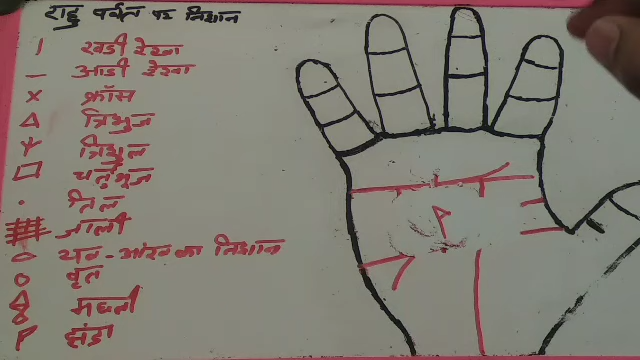 राहु पर्वत पर निशान
। खडी रेखा
— आडी रेखा
× क्रॉस
△ त्रिभुज
त्रिशुल
□ चतुर्भुज
• तिल
जाली
यव - आंख का निशान
○ वृत
मछली
झंडा